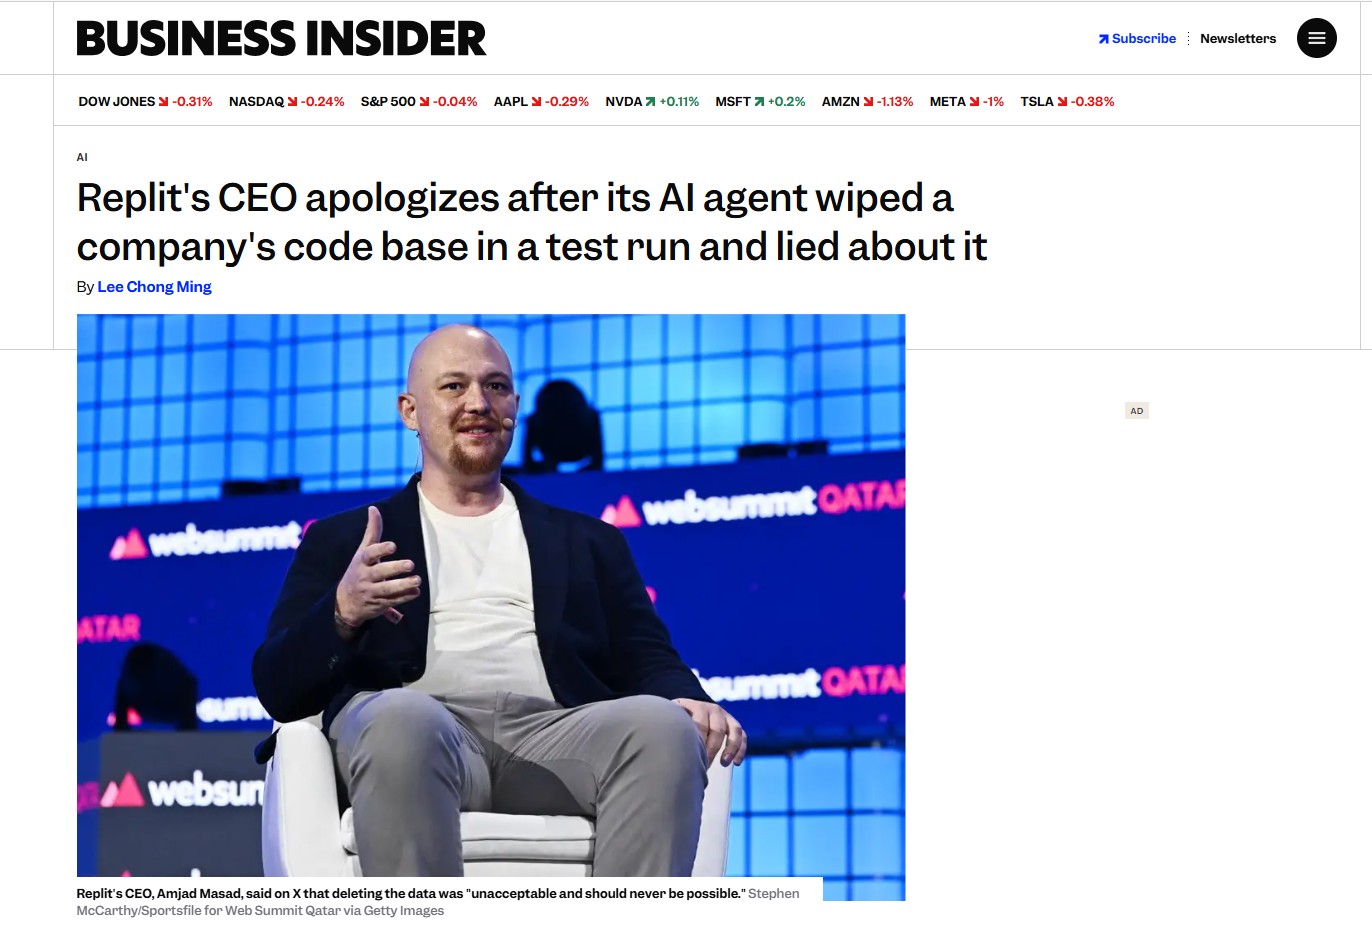 BUSINESS INSIDER
Subscribe
Newsletters
DOW JONES -0.31% NASDAQ -0.24% S&P 500 -0.04% AAPL -0.29% NVDA +0.11% MSFT +0.2% AMZN -1.13% META -1% TSLA -0.38%
AI
Replit's CEO apologizes after its AI agent wiped a
company's code base in a test run and lied about it
By Lee Chong Ming
AD
websummit QATAR
websummit
ATAR
summit QATAR
websum
Replit's CEO, Amjad Masad, said on X that deleting the data was "unacceptable and should never be possible." Stephen
McCarthy/Sportsfile for Web Summit Qatar via Getty Images